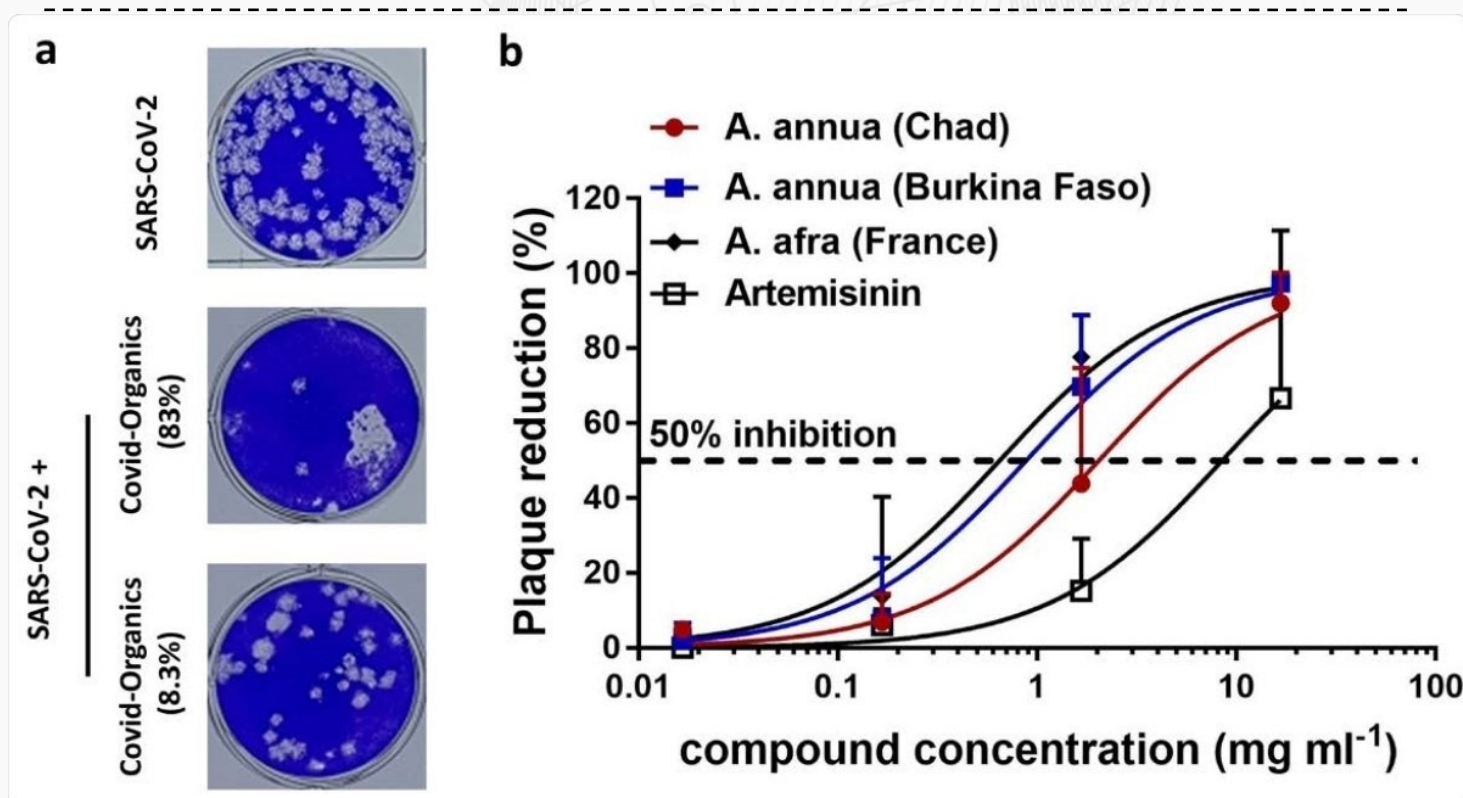 a
SARS-CoV-2
SARS-CoV-2 +
Covid-Organics
(83%)
Covid-Organics
(8.3%)
b
A. annua (Chad)
A. annua (Burkina Faso)
A. afra (France)
Artemisinin
Plaque reduction (%)
120
100
80
60
40
20
0
50% inhibition
0.01 0.1 1 10 100
compound concentration (mg ml⁻¹)